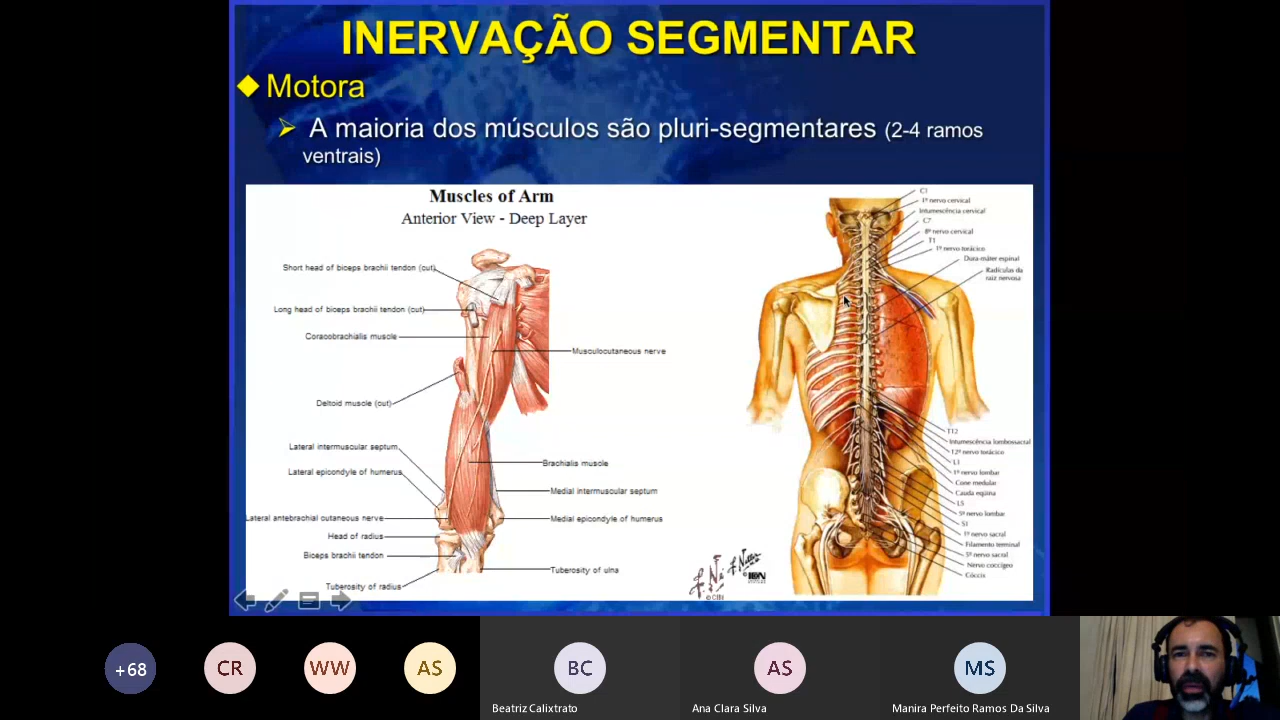 INERVAÇÃO SEGMENTAR
Motora
A maioria dos músculos são pluri-segmentares (2-4 ramos
ventrais)
Muscles of Arm
Anterior View - Deep Layer
Short head of biceps brachii tendon (cut)
Long head of biceps brachii tendon (cut)
Coracobrachialis muscle
Musculocutaneous nerve
Deltoid muscle (cut)
Lateral intermuscular septum
Lateral epicondyle of humerus
Brachialis muscle
Medial intermuscular septum
Lateral antebrachial cutaneous nerve
Medial epicondyle of humerus
Head of radius
Biceps brachii tendon
Tuberosity of ulna
Tuberosity of radius
C1
1º nervo cervical
Intumescência cervical
C7
8º nervo cervical
T1
1º nervo torácico
Dura-máter espinal
Radículas da
raiz nervosa
T12
Intumescência lombossacral
T2º nervo torácico
L1
1º nervo lombar
Cone medular
Cauda eqüina
L5
5º nervo lombar
S1
1º nervo sacral
Filamento terminal
5º nervo sacral
Nervo coccígeo
Cóccix
+68
CR
WW
AS
BC
AS
MS
Beatriz Calixtrato
Ana Clara Silva
Manira Perfeito Ramos Da Silva